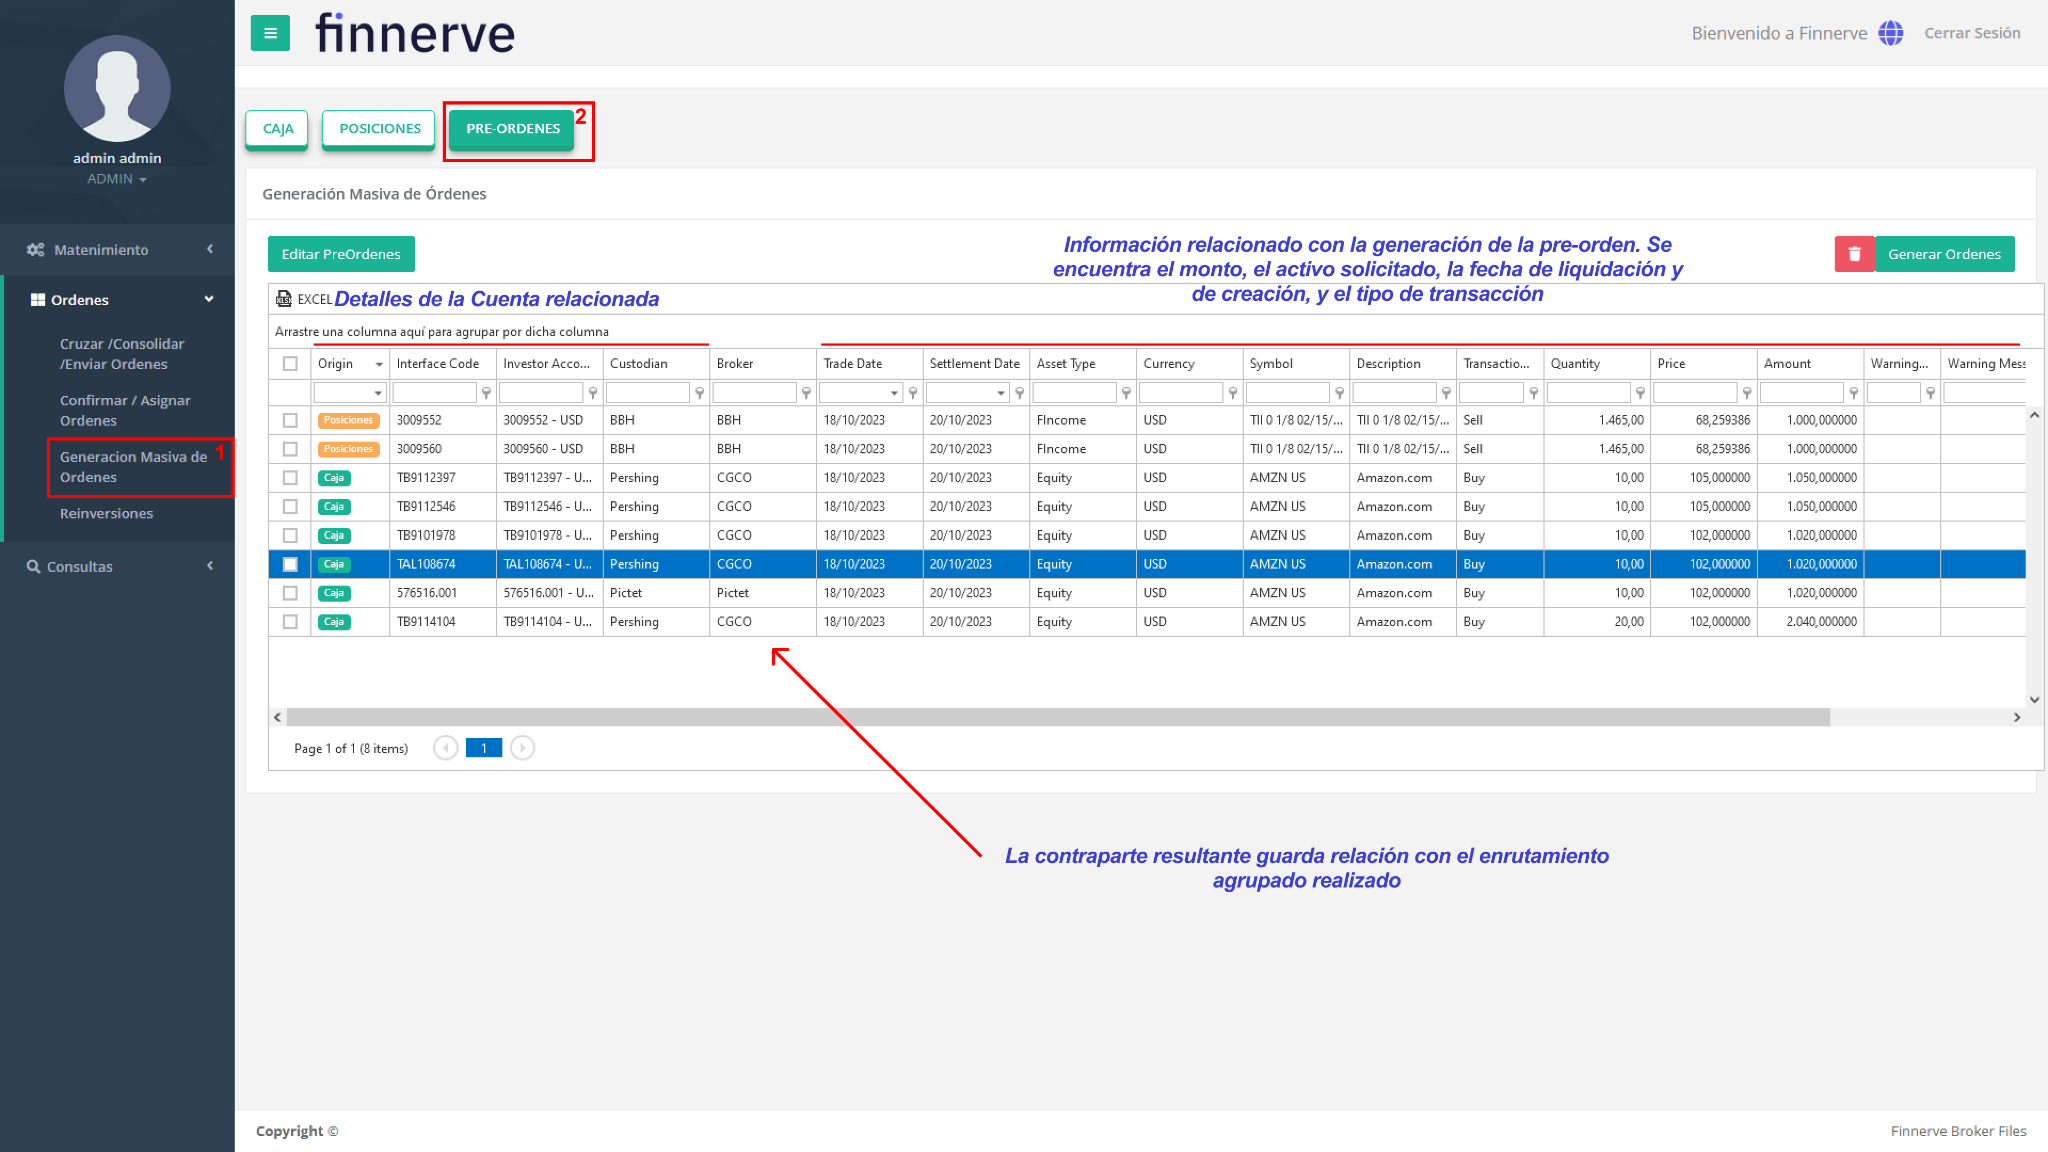 finnerve
Bienvenido a Finnerve
Cerrar Sesión
admin admin
ADMIN
Matenimiento
Ordenes
Cruzar /Consolidar
/Enviar Ordenes
Confirmar / Asignar
Ordenes
Generacion Masiva de
Ordenes
1
Reinversiones
Consultas
CAJA
POSICIONES
PRE-ORDENES
2
Generación Masiva de Órdenes
Editar PreOrdenes
Información relacionado con la generación de la pre-orden. Se
encuentra el monto, el activo solicitado, la fecha de liquidación y
de creación, y el tipo de transacción
Generar Ordenes
EXCEL
Detalles de la Cuenta relacionada
Arrastre una columna aquí para agrupar por dicha columna
Origin Interface Code Investor Acco... Custodian Broker Trade Date Settlement Date Asset Type Currency Symbol Description Transactio... Quantity Price Amount Warning... Warning Mess
Posiciones 3009552 3009552 - USD BBH BBH 18/10/2023 20/10/2023 FIncome USD TII 0 1/8 02/15/... TII 0 1/8 02/15/... Sell 1.465,00 68,259386 1.000,000000
Posiciones 3009560 3009560 - USD BBH BBH 18/10/2023 20/10/2023 FIncome USD TII 0 1/8 02/15/... TII 0 1/8 02/15/... Sell 1.465,00 68,259386 1.000,000000
Caja TB9112397 TB9112397 - U... Pershing CGCO 18/10/2023 20/10/2023 Equity USD AMZN US Amazon.com Buy 10,00 105,000000 1.050,000000
Caja TB9112546 TB9112546 - U... Pershing CGCO 18/10/2023 20/10/2023 Equity USD AMZN US Amazon.com Buy 10,00 105,000000 1.050,000000
Caja TB9101978 TB9101978 - U... Pershing CGCO 18/10/2023 20/10/2023 Equity USD AMZN US Amazon.com Buy 10,00 102,000000 1.020,000000
Caja TAL108674 TAL108674 - U... Pershing CGCO 18/10/2023 20/10/2023 Equity USD AMZN US Amazon.com Buy 10,00 102,000000 1.020,000000
Caja 576516.001 576516.001 - U... Pictet Pictet 18/10/2023 20/10/2023 Equity USD AMZN US Amazon.com Buy 10,00 102,000000 1.020,000000
Caja TB9114104 TB9114104 - U... Pershing CGCO 18/10/2023 20/10/2023 Equity USD AMZN US Amazon.com Buy 20,00 102,000000 2.040,000000
Page 1 of 1 (8 items)
1
La contraparte resultante guarda relación con el enrutamiento
agrupado realizado
Copyright ©
Finnerve Broker Files